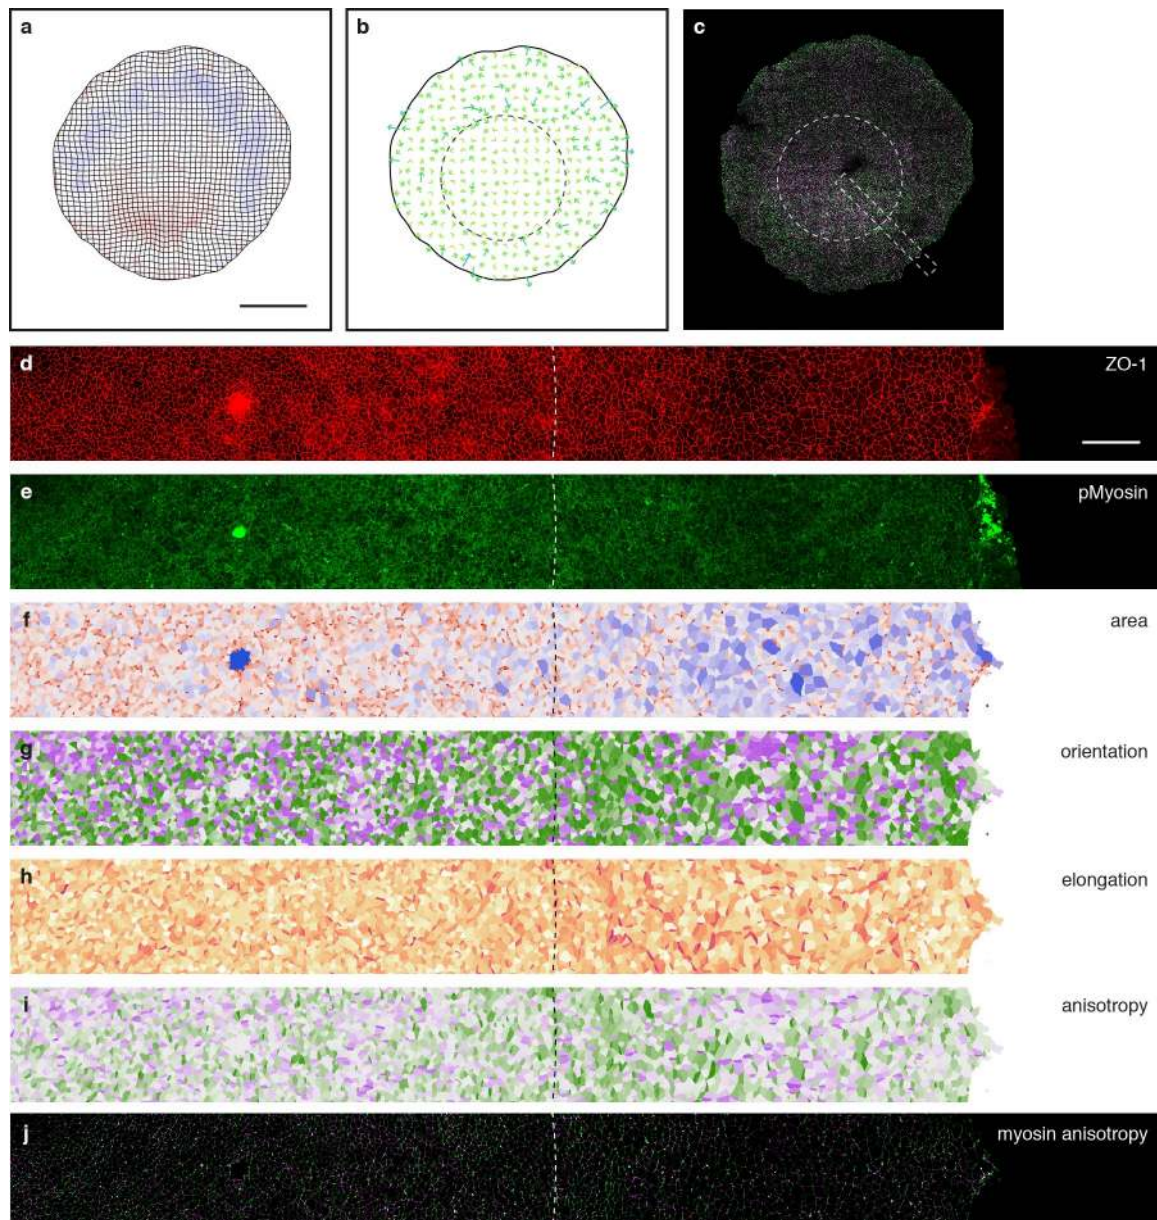 a
b
c
d ZO-1
e pMyosin
f area
g orientation
h elongation
i anisotropy
j myosin anisotropy